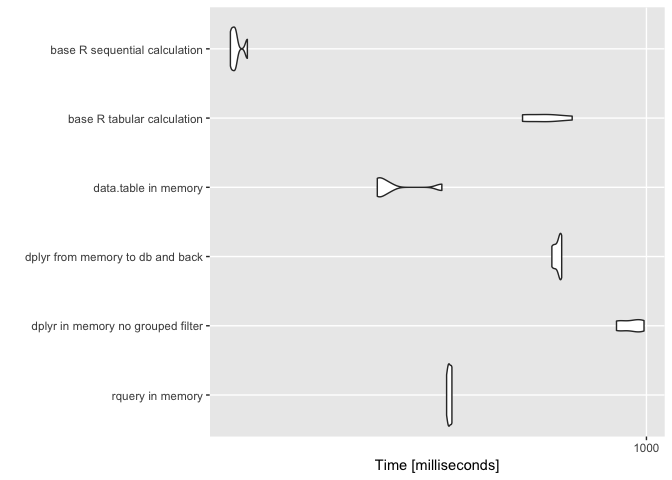 base R sequential calculation
base R tabular calculation
data.table in memory
dplyr from memory to db and back
dplyr in memory no grouped filter
rquery in memory
1000
Time [milliseconds]